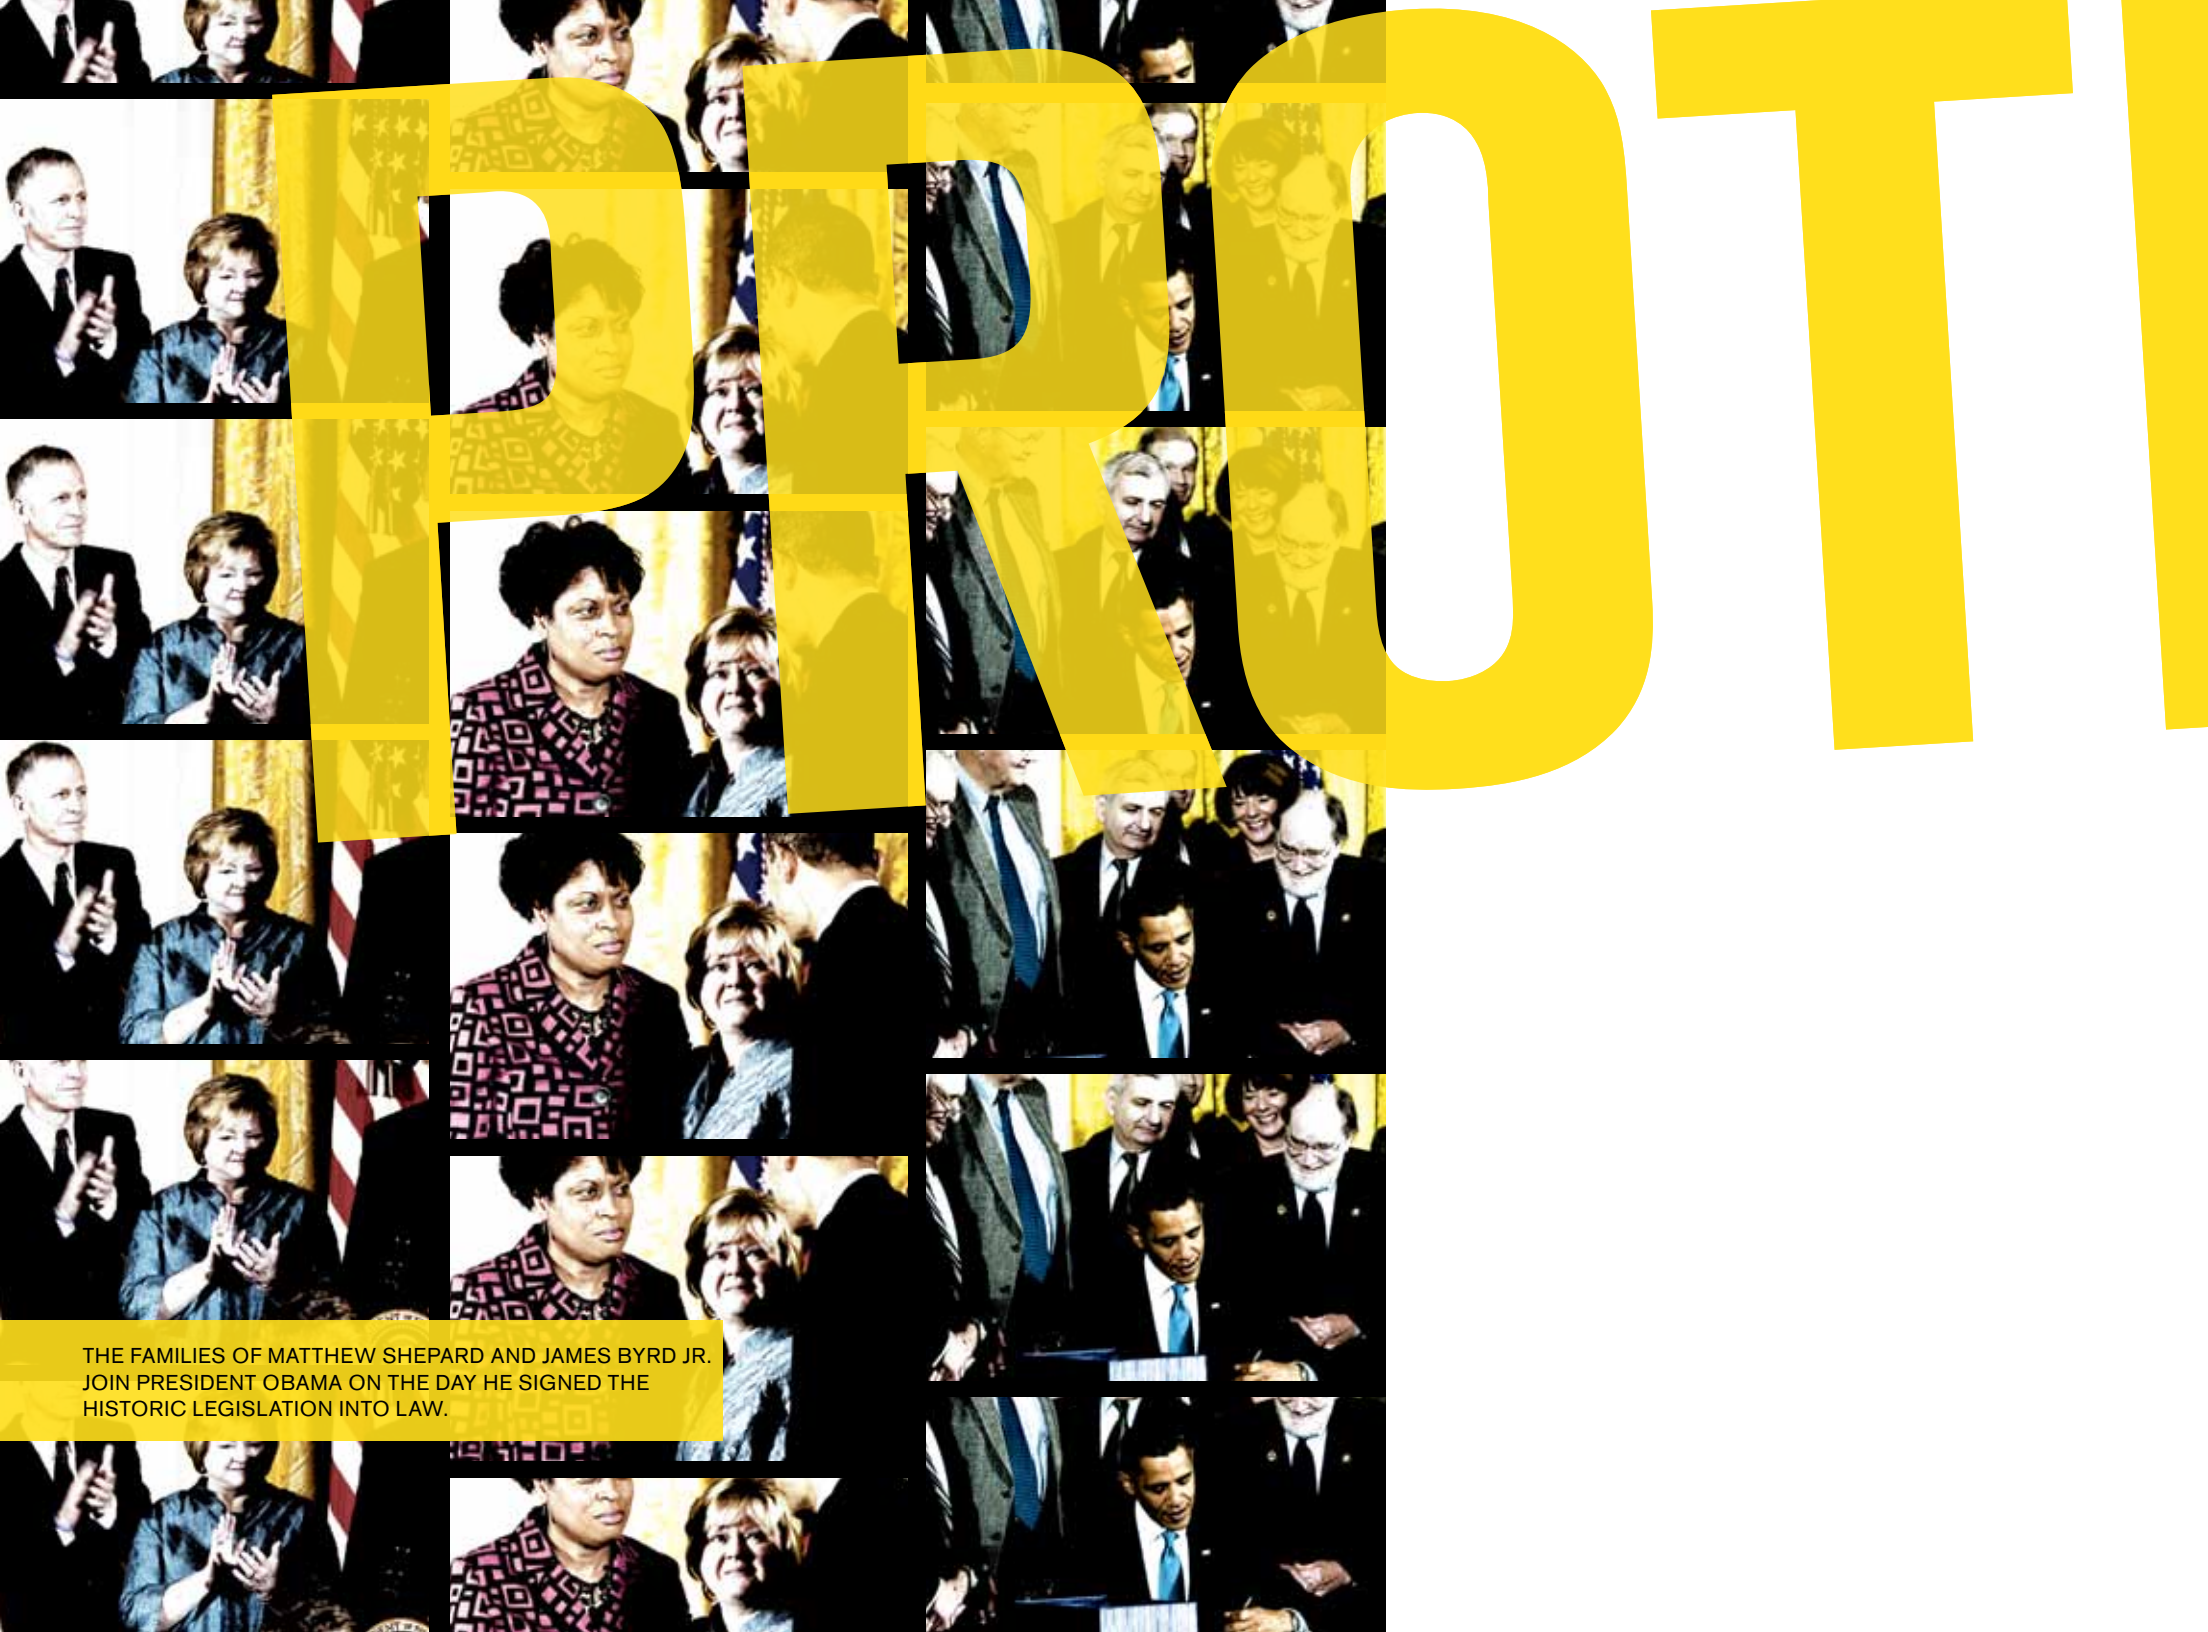 PROT
THE FAMILIES OF MATTHEW SHEPARD AND JAMES BYRD JR.
JOIN PRESIDENT OBAMA ON THE DAY HE SIGNED THE
HISTORIC LEGISLATION INTO LAW.